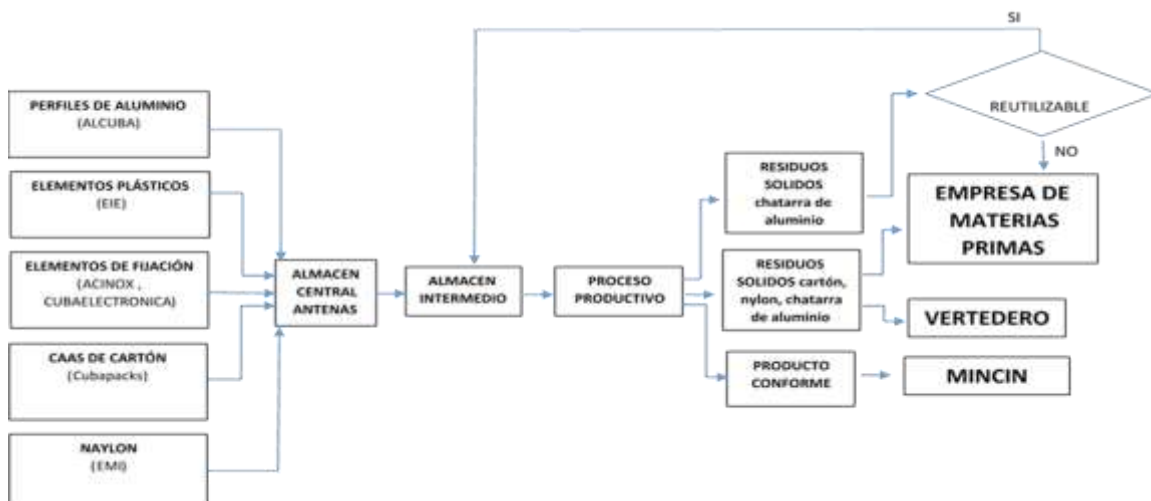 SI
REUTILIZABLE
NO
PERFILES DE ALUMINIO
(ALCUBA)
ELEMENTOS PLÁSTICOS
(EIE)
ELEMENTOS DE FIJACIÓN
(ACINOX ,
CUBAELECTRONICA)
CAAS DE CARTÓN
(Cubapacks)
NAYLON
(EMI)
ALMACEN
CENTRAL
ANTENAS
ALMACEN
INTERMEDIO
PROCESO
PRODUCTIVO
RESIDUOS
SOLIDOS
chatarra de
aluminio
RESIDUOS
SOLIDOS cartón,
nylon, chatarra
de aluminio
PRODUCTO
CONFORME
EMPRESA DE
MATERIAS
PRIMAS
VERTEDERO
MINCIN